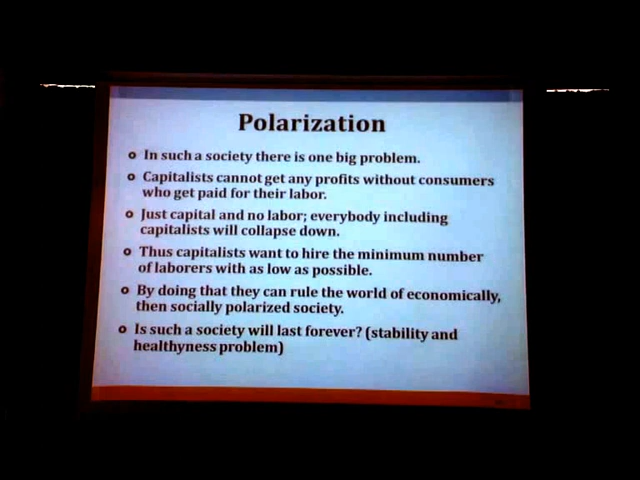 Polarization
In such a society there is one big problem.
Capitalists cannot get any profits without consumers
who get paid for their labor.
Just capital and no labor; everybody including
capitalists will collapse down.
Thus capitalists want to hire the minimum number
of laborers with as low as possible.
By doing that they can rule the world of economically,
then socially polarized society.
Is such a society will last forever? (stability and
healthyness problem)